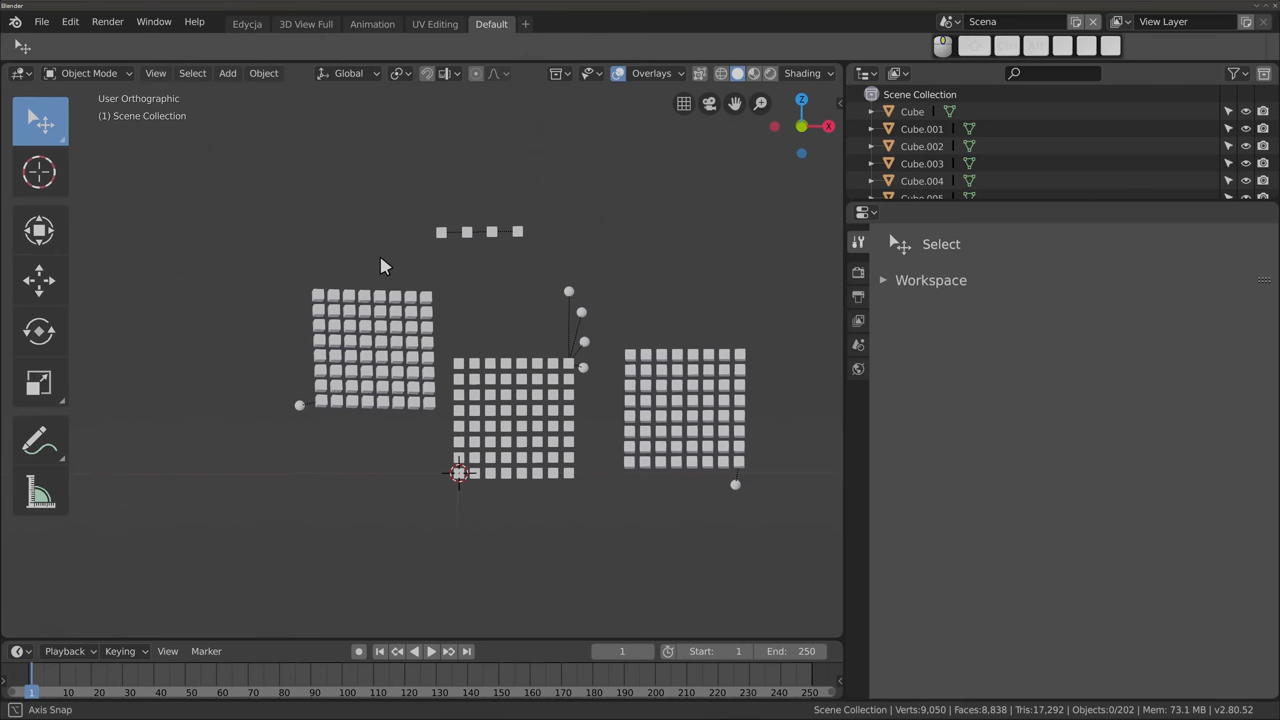 Blender
File Edit Render Window Help
Edycja 3D View Full Animation UV Editing Default +
Scena
View Layer
Object Mode View Select Add Object Global Overlays Shading
User Orthographic
(1) Scene Collection
Z
X
Scene Collection
Cube
Cube.001
Cube.002
Cube.003
Cube.004
Cube.005
Select
Workspace
Playback Keying View Marker 1 Start: 1 End: 250
1 10 20 30 40 50 60 70 80 90 100 110 120 130 140 150 160 170 180 190 200 210 220 230 240 250
Axis Snap
Scene Collection | Verts:9,050 | Faces:8,838 | Tris:17,292 | Objects:0/202 | Mem: 73.1 MB | v2.80.52